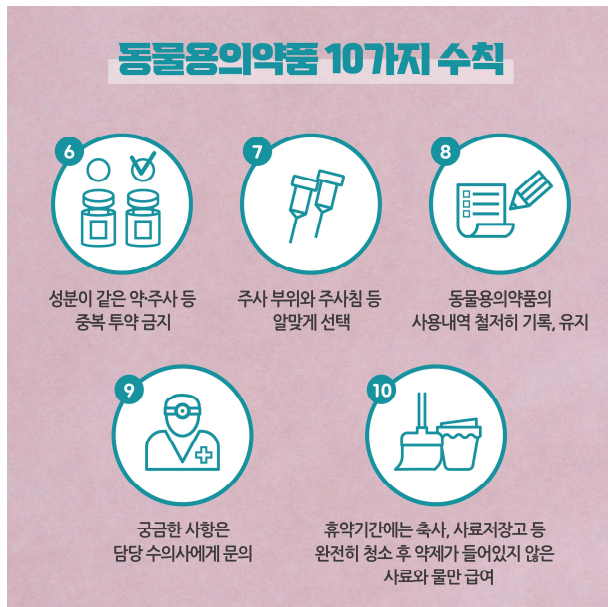 동물용의약품 10가지 수칙
6
성분이 같은 약·주사 등
중복 투약 금지
7
주사 부위와 주사침 등
알맞게 선택
8
동물용의약품의
사용내역 철저히 기록, 유지
9
궁금한 사항은
담당 수의사에게 문의
10
휴약기간에는 축사, 사료저장고 등
완전히 청소 후 약제가 들어있지 않은
사료와 물만 급여